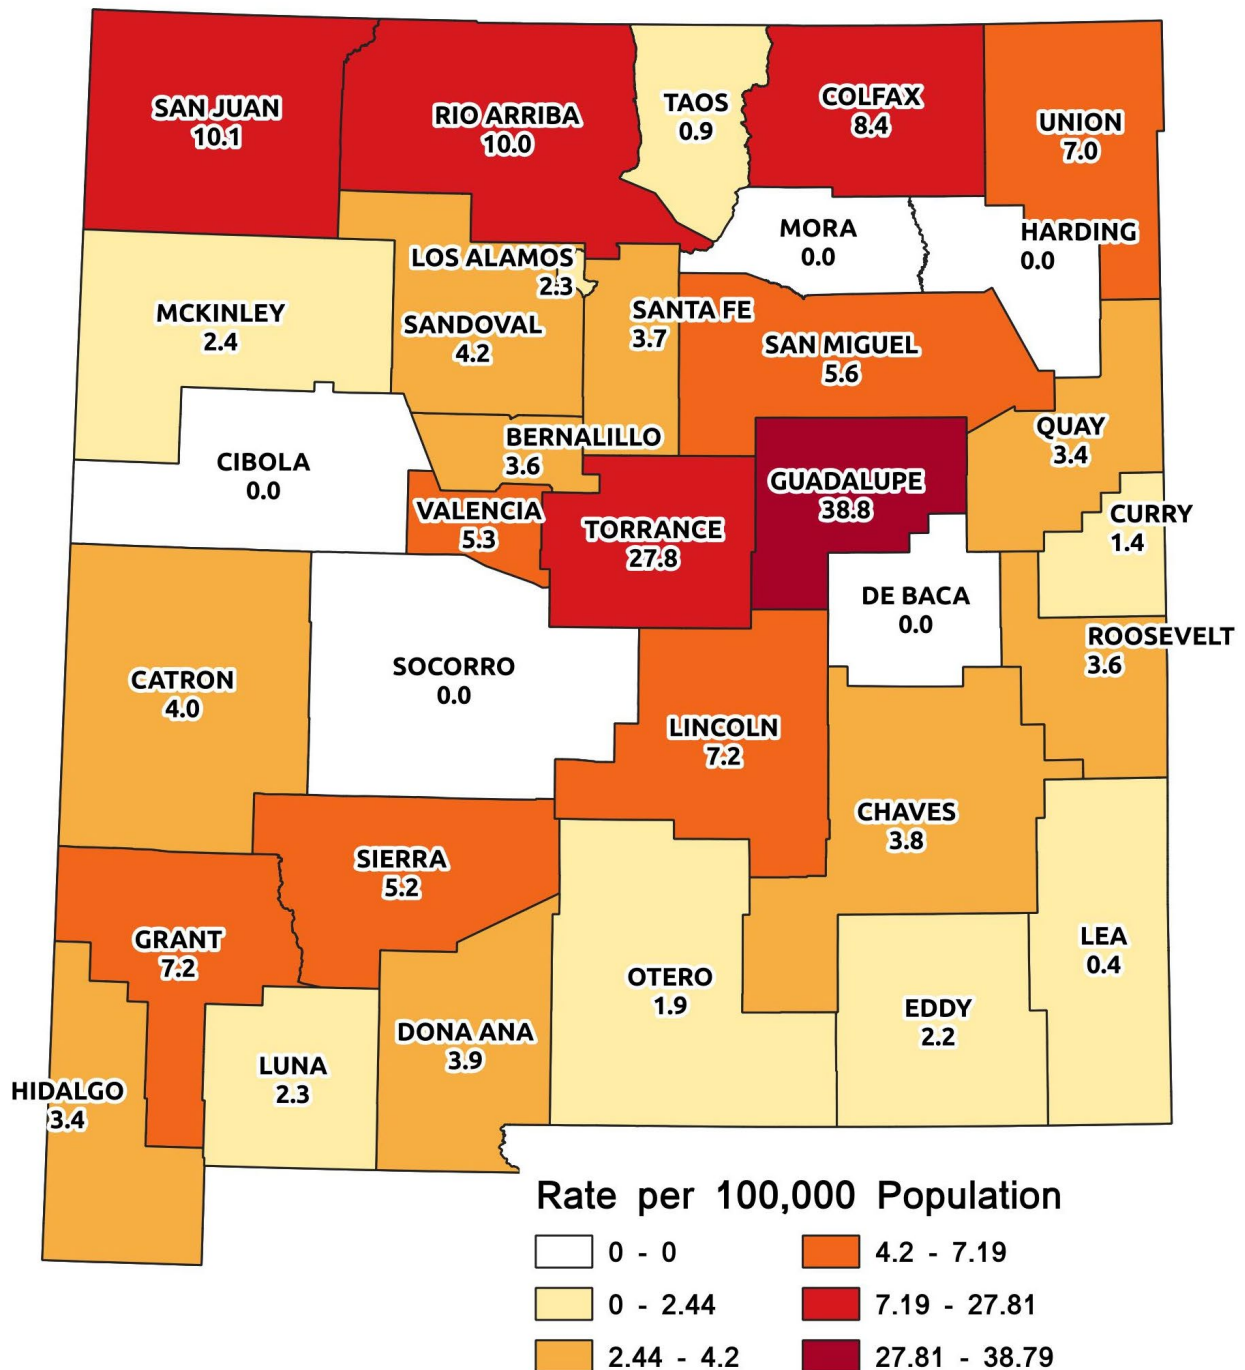 SAN JUAN
10.1
RIO ARRIBA
10.0
TAOS
0.9
COLFAX
8.4
UNION
7.0
MORA
0.0
HARDING
0.0
LOS ALAMOS
2.3
MCKINLEY
2.4
SANDOVAL
4.2
SANTA FE
3.7
SAN MIGUEL
5.6
QUAY
3.4
BERNALILLO
3.6
CIBOLA
0.0
GUADALUPE
38.8
VALENCIA
5.3
TORRANCE
27.8
CURRY
1.4
DE BACA
0.0
ROOSEVELT
3.6
CATRON
4.0
SOCORRO
0.0
LINCOLN
7.2
CHAVES
3.8
SIERRA
5.2
GRANT
7.2
OTERO
1.9
LEA
0.4
EDDY
2.2
DONA ANA
3.9
LUNA
2.3
HIDALGO
3.4
Rate per 100,000 Population
0 - 0
4.2 - 7.19
0 - 2.44
7.19 - 27.81
2.44 - 4.2
27.81 - 38.79